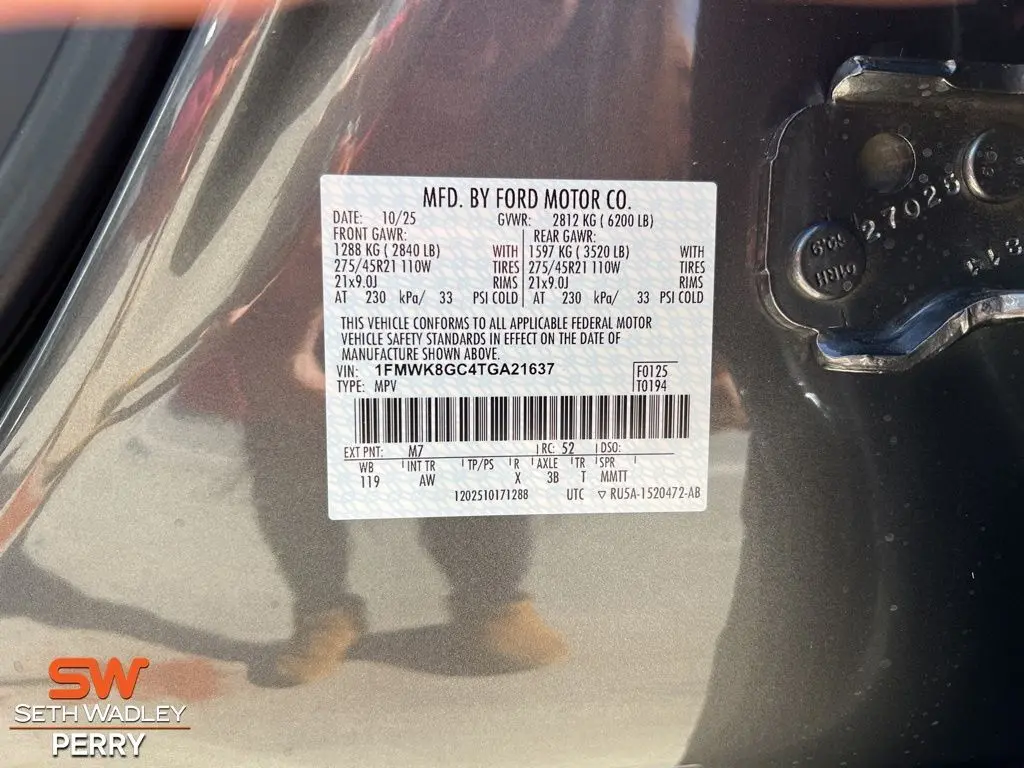 MFD. BY FORD MOTOR CO.
DATE: 10/25 GVWR: 2812 KG ( 6200 LB)
FRONT GAWR: REAR GAWR:
1288 KG ( 2840 LB) WITH 1597 KG ( 3520 LB) WITH
275/45R21 110W TIRES 275/45R21 110W TIRES
21x9.0J RIMS 21x9.0J RIMS
AT 230 kPa/ 33 PSI COLD AT 230 kPa/ 33 PSI COLD
THIS VEHICLE CONFORMS TO ALL APPLICABLE FEDERAL MOTOR
VEHICLE SAFETY STANDARDS IN EFFECT ON THE DATE OF
MANUFACTURE SHOWN ABOVE.
VIN: 1FMWK8GC4TGA21637 F0125
TYPE: MPV T0194
EXT PNT: M7 RC: 52 DSO:
WB INT TR TP/PS R AXLE TR SPR
119 AW X 3B T MMTT
1202510171288 UTC ▽ RU5A-1520472-AB
27025
SW
SETH WADLEY
PERRY